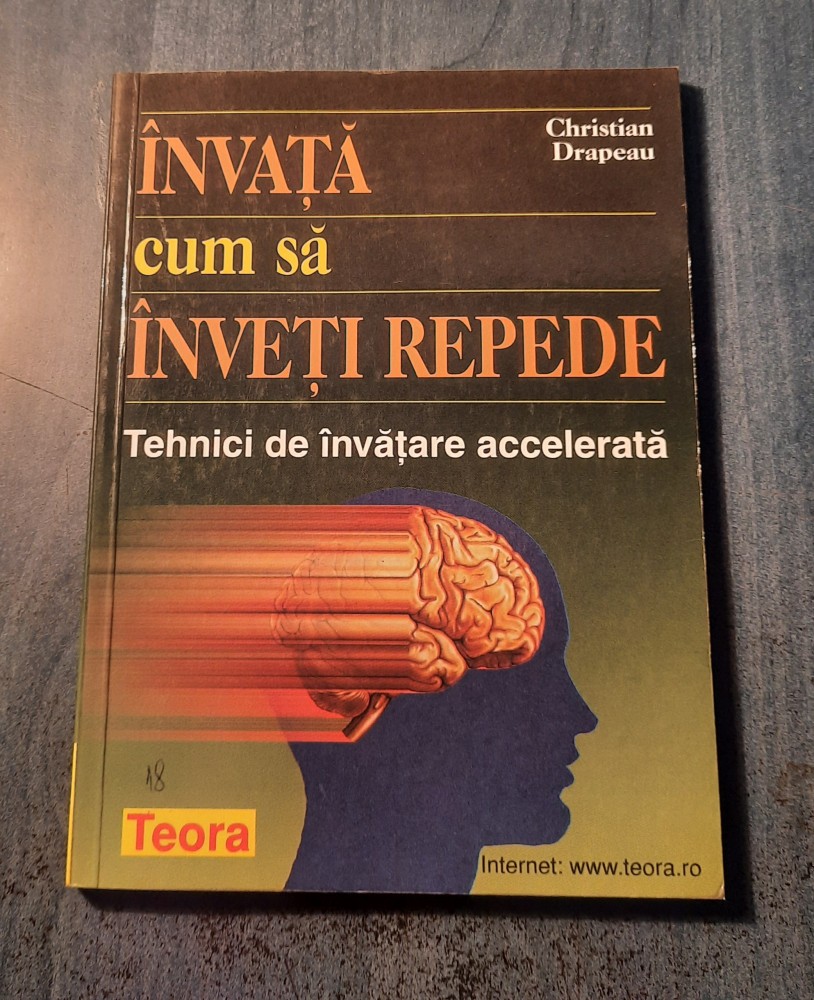 Christian
Drapeau
ÎNVAȚĂ
cum să
ÎNVEȚI REPEDE
Tehnici de învățare accelerată
18
Teora
Internet: www.teora.ro